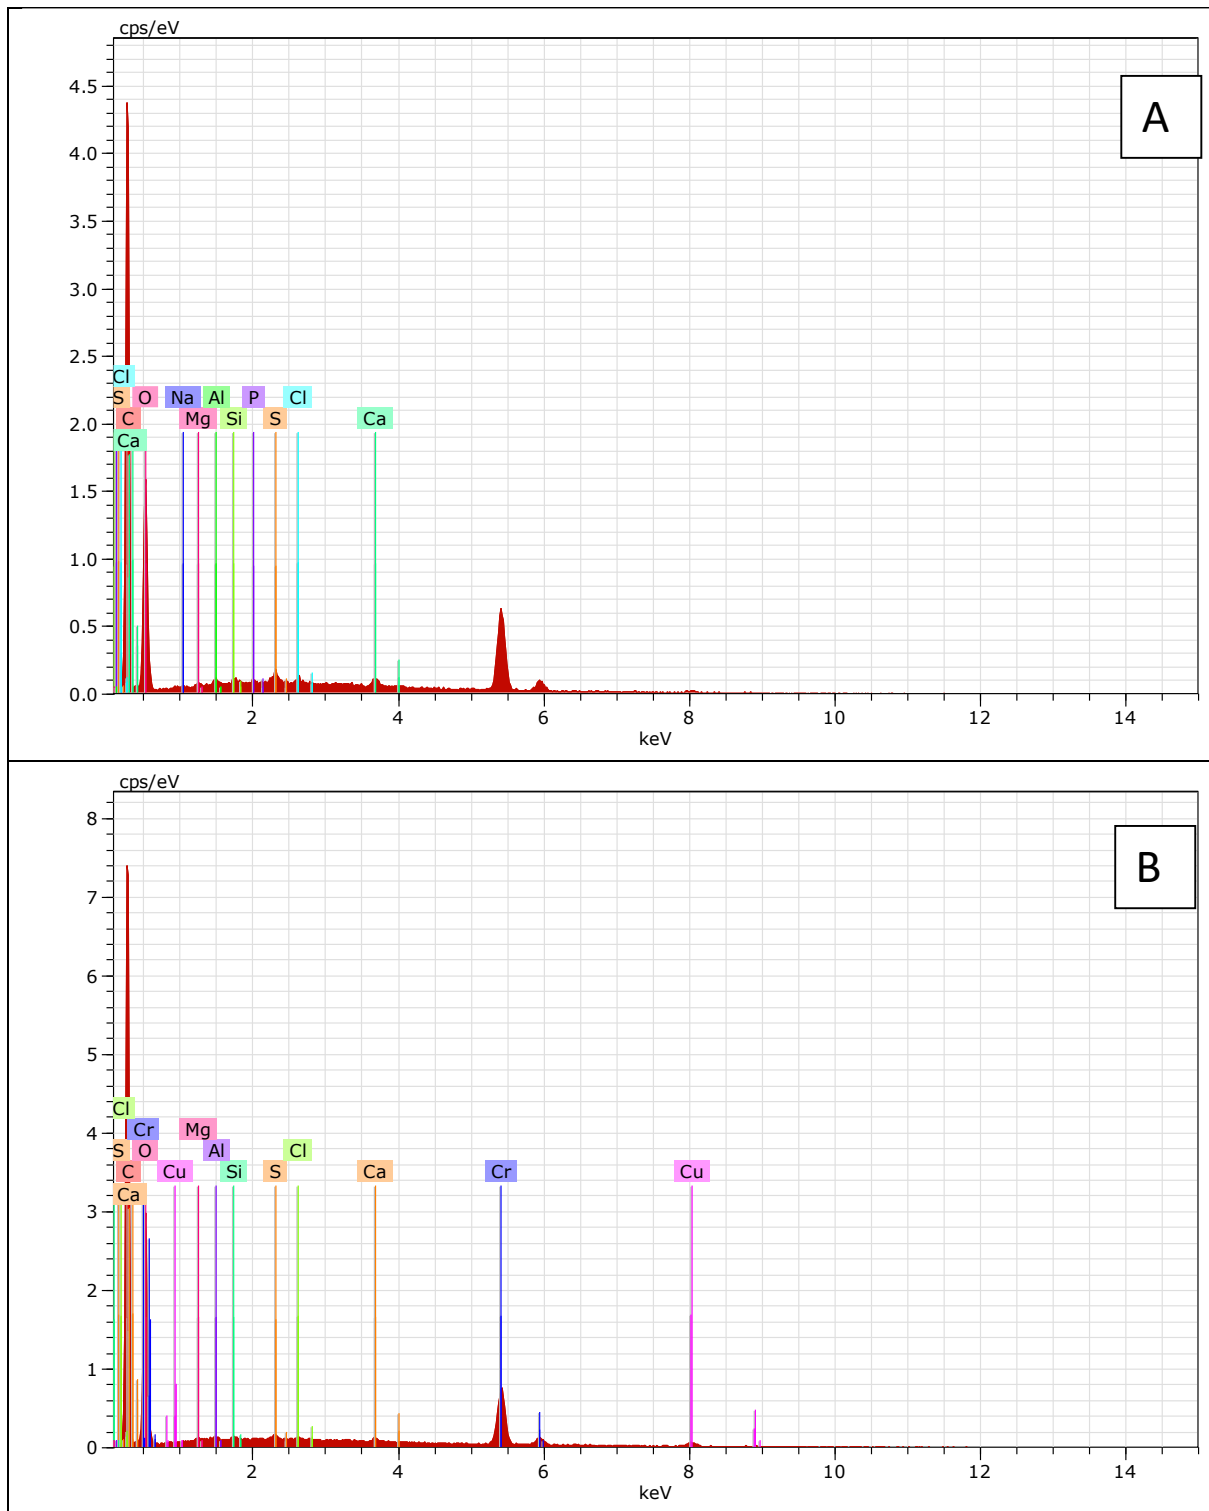 cps/eV
A
4.5
4.0
3.5
3.0
2.5
Cl
S O Na Al P Cl
2.0
C Mg Si S Ca
Ca
1.5
1.0
0.5
0.0
2 4 6 8 10 12 14
keV
cps/eV
8
B
7
6
5
Cl
4
Cr Mg
S O Al Cl
C Cu Si S Ca Cr Cu
Ca
3
2
1
0
2 4 6 8 10 12 14
keV